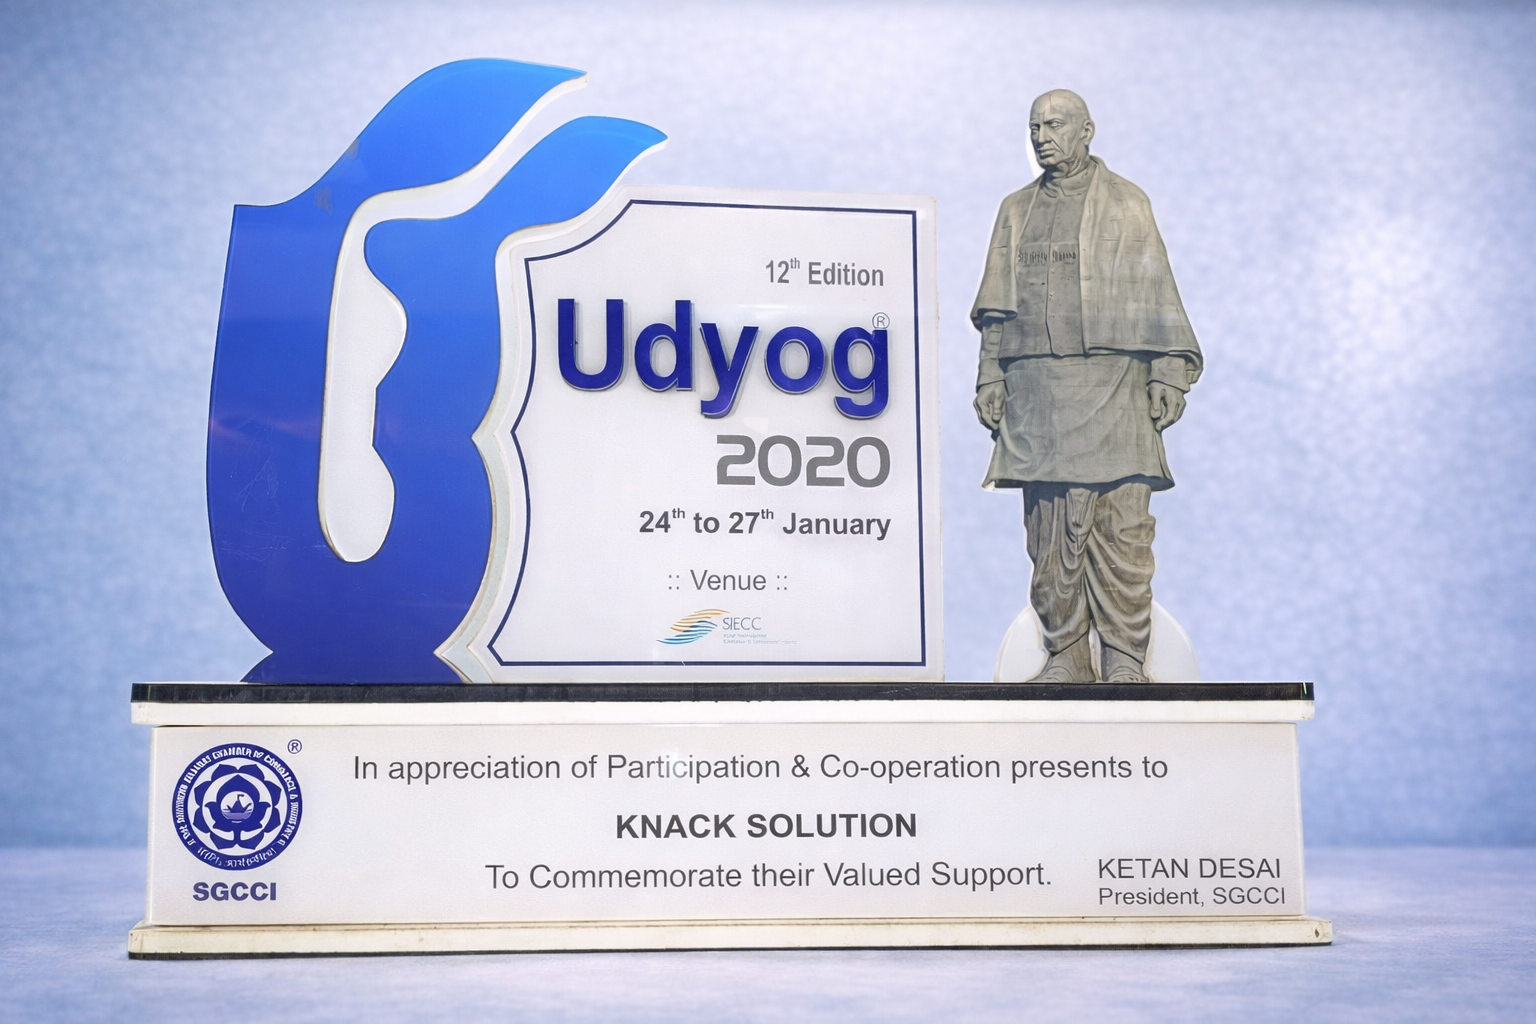 12th Edition
Udyog®
2020
24th to 27th January
:: Venue ::
SIECC
®
SGCCI
In appreciation of Participation & Co-operation presents to
KNACK SOLUTION
To Commemorate their Valued Support.
KETAN DESAI
President, SGCCI